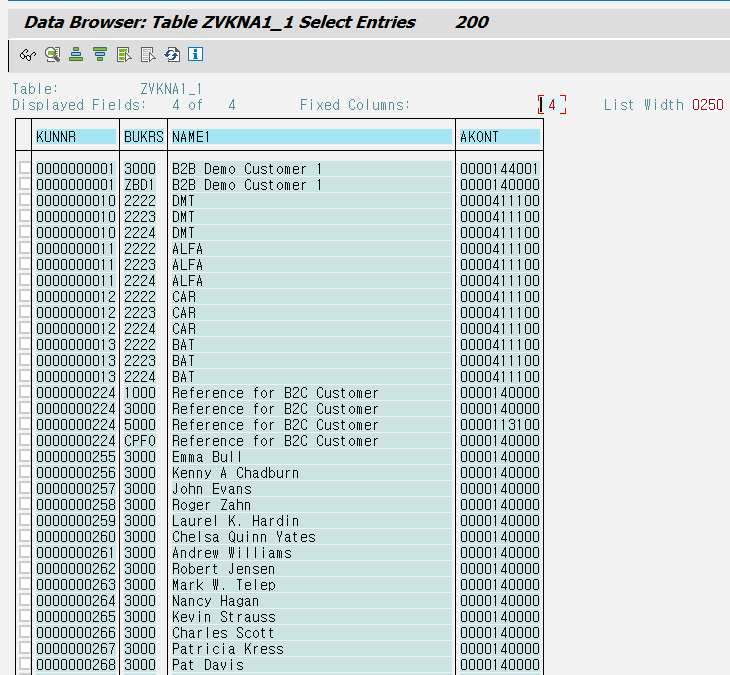 Data Browser: Table ZVKNA1_1 Select Entries 200
Table: ZVKNA1_1
Displayed Fields: 4 of 4 Fixed Columns: 4 List Width 0250
KUNNR BUKRS NAME1 AKONT
0000000001 3000 B2B Demo Customer 1 0000144001
0000000001 ZBD1 B2B Demo Customer 1 0000140000
0000000010 2222 DMT 0000411100
0000000010 2223 DMT 0000411100
0000000010 2224 DMT 0000411100
0000000011 2222 ALFA 0000411100
0000000011 2223 ALFA 0000411100
0000000011 2224 ALFA 0000411100
0000000012 2222 CAR 0000411100
0000000012 2223 CAR 0000411100
0000000012 2224 CAR 0000411100
0000000013 2222 BAT 0000411100
0000000013 2223 BAT 0000411100
0000000013 2224 BAT 0000411100
0000000224 1000 Reference for B2C Customer 0000140000
0000000224 3000 Reference for B2C Customer 0000140000
0000000224 5000 Reference for B2C Customer 0000113100
0000000224 CPF0 Reference for B2C Customer 0000140000
0000000255 3000 Emma Bull 0000140000
0000000256 3000 Kenny A Chadburn 0000140000
0000000257 3000 John Evans 0000140000
0000000258 3000 Roger Zahn 0000140000
0000000259 3000 Laurel K. Hardin 0000140000
0000000260 3000 Chelsa Quinn Yates 0000140000
0000000261 3000 Andrew Williams 0000140000
0000000262 3000 Robert Jensen 0000140000
0000000263 3000 Mark W. Telep 0000140000
0000000264 3000 Nancy Hagan 0000140000
0000000265 3000 Kevin Strauss 0000140000
0000000266 3000 Charles Scott 0000140000
0000000267 3000 Patricia Kress 0000140000
0000000268 3000 Pat Davis 0000140000